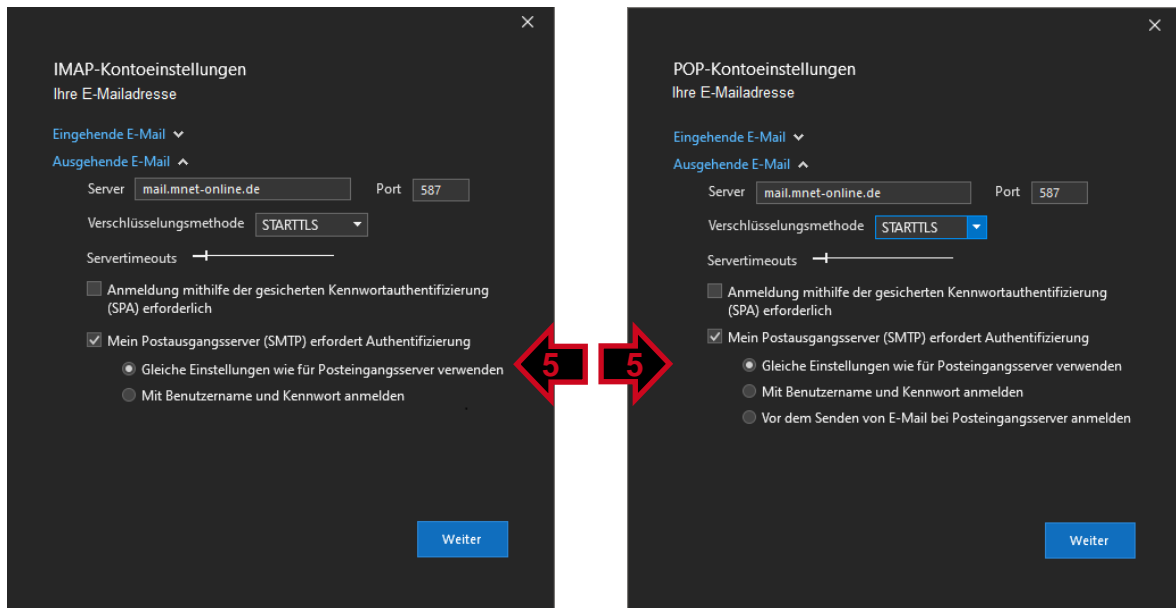 IMAP-Kontoeinstellungen
Ihre E-Mailadresse
Eingehende E-Mail
Ausgehende E-Mail
Server mail.mnet-online.de Port 587
Verschlüsselungsmethode STARTTLS
Servertimeouts
Anmeldung mithilfe der gesicherten Kennwortauthentifizierung
(SPA) erforderlich
Mein Postausgangsserver (SMTP) erfordert Authentifizierung
Gleiche Einstellungen wie für Posteingangsserver verwenden
Mit Benutzername und Kennwort anmelden
Weiter
5
5
POP-Kontoeinstellungen
Ihre E-Mailadresse
Eingehende E-Mail
Ausgehende E-Mail
Server mail.mnet-online.de Port 587
Verschlüsselungsmethode STARTTLS
Servertimeouts
Anmeldung mithilfe der gesicherten Kennwortauthentifizierung
(SPA) erforderlich
Mein Postausgangsserver (SMTP) erfordert Authentifizierung
Gleiche Einstellungen wie für Posteingangsserver verwenden
Mit Benutzername und Kennwort anmelden
Vor dem Senden von E-Mail bei Posteingangsserver anmelden
Weiter